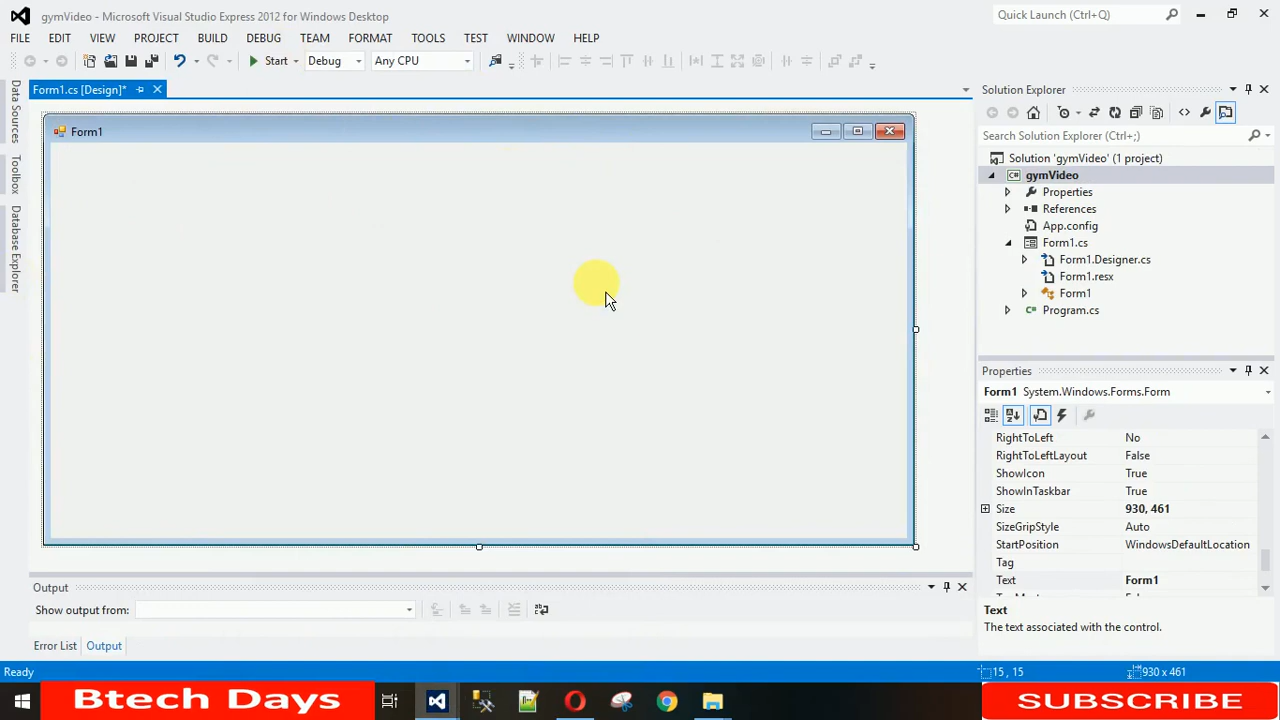 gymVideo - Microsoft Visual Studio Express 2012 for Windows Desktop
Quick Launch (Ctrl+Q)
FILE EDIT VIEW PROJECT BUILD DEBUG TEAM FORMAT TOOLS TEST WINDOW HELP
Start Debug Any CPU
Data Sources
Toolbox
Database Explorer
Form1.cs [Design]*
Form1
Solution Explorer
Search Solution Explorer (Ctrl+;)
Solution 'gymVideo' (1 project)
C# gymVideo
Properties
References
App.config
Form1.cs
Form1.Designer.cs
Form1.resx
Form1
C# Program.cs
Properties
Form1 System.Windows.Forms.Form
RightToLeft No
RightToLeftLayout False
ShowIcon True
ShowInTaskbar True
Size 930, 461
SizeGripStyle Auto
StartPosition WindowsDefaultLocation
Tag
Text Form1
Text
The text associated with the control.
Output
Show output from:
Error List Output
Ready 15 , 15 930 x 461
Btech Days
SUBSCRIBE